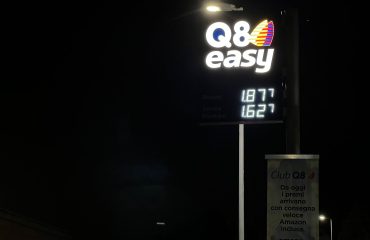 Q8
easy
1.877
1.627
Club Q8
Da oggi
i premi
arrivano
con consegna
veloce
Amazon
inclusa.